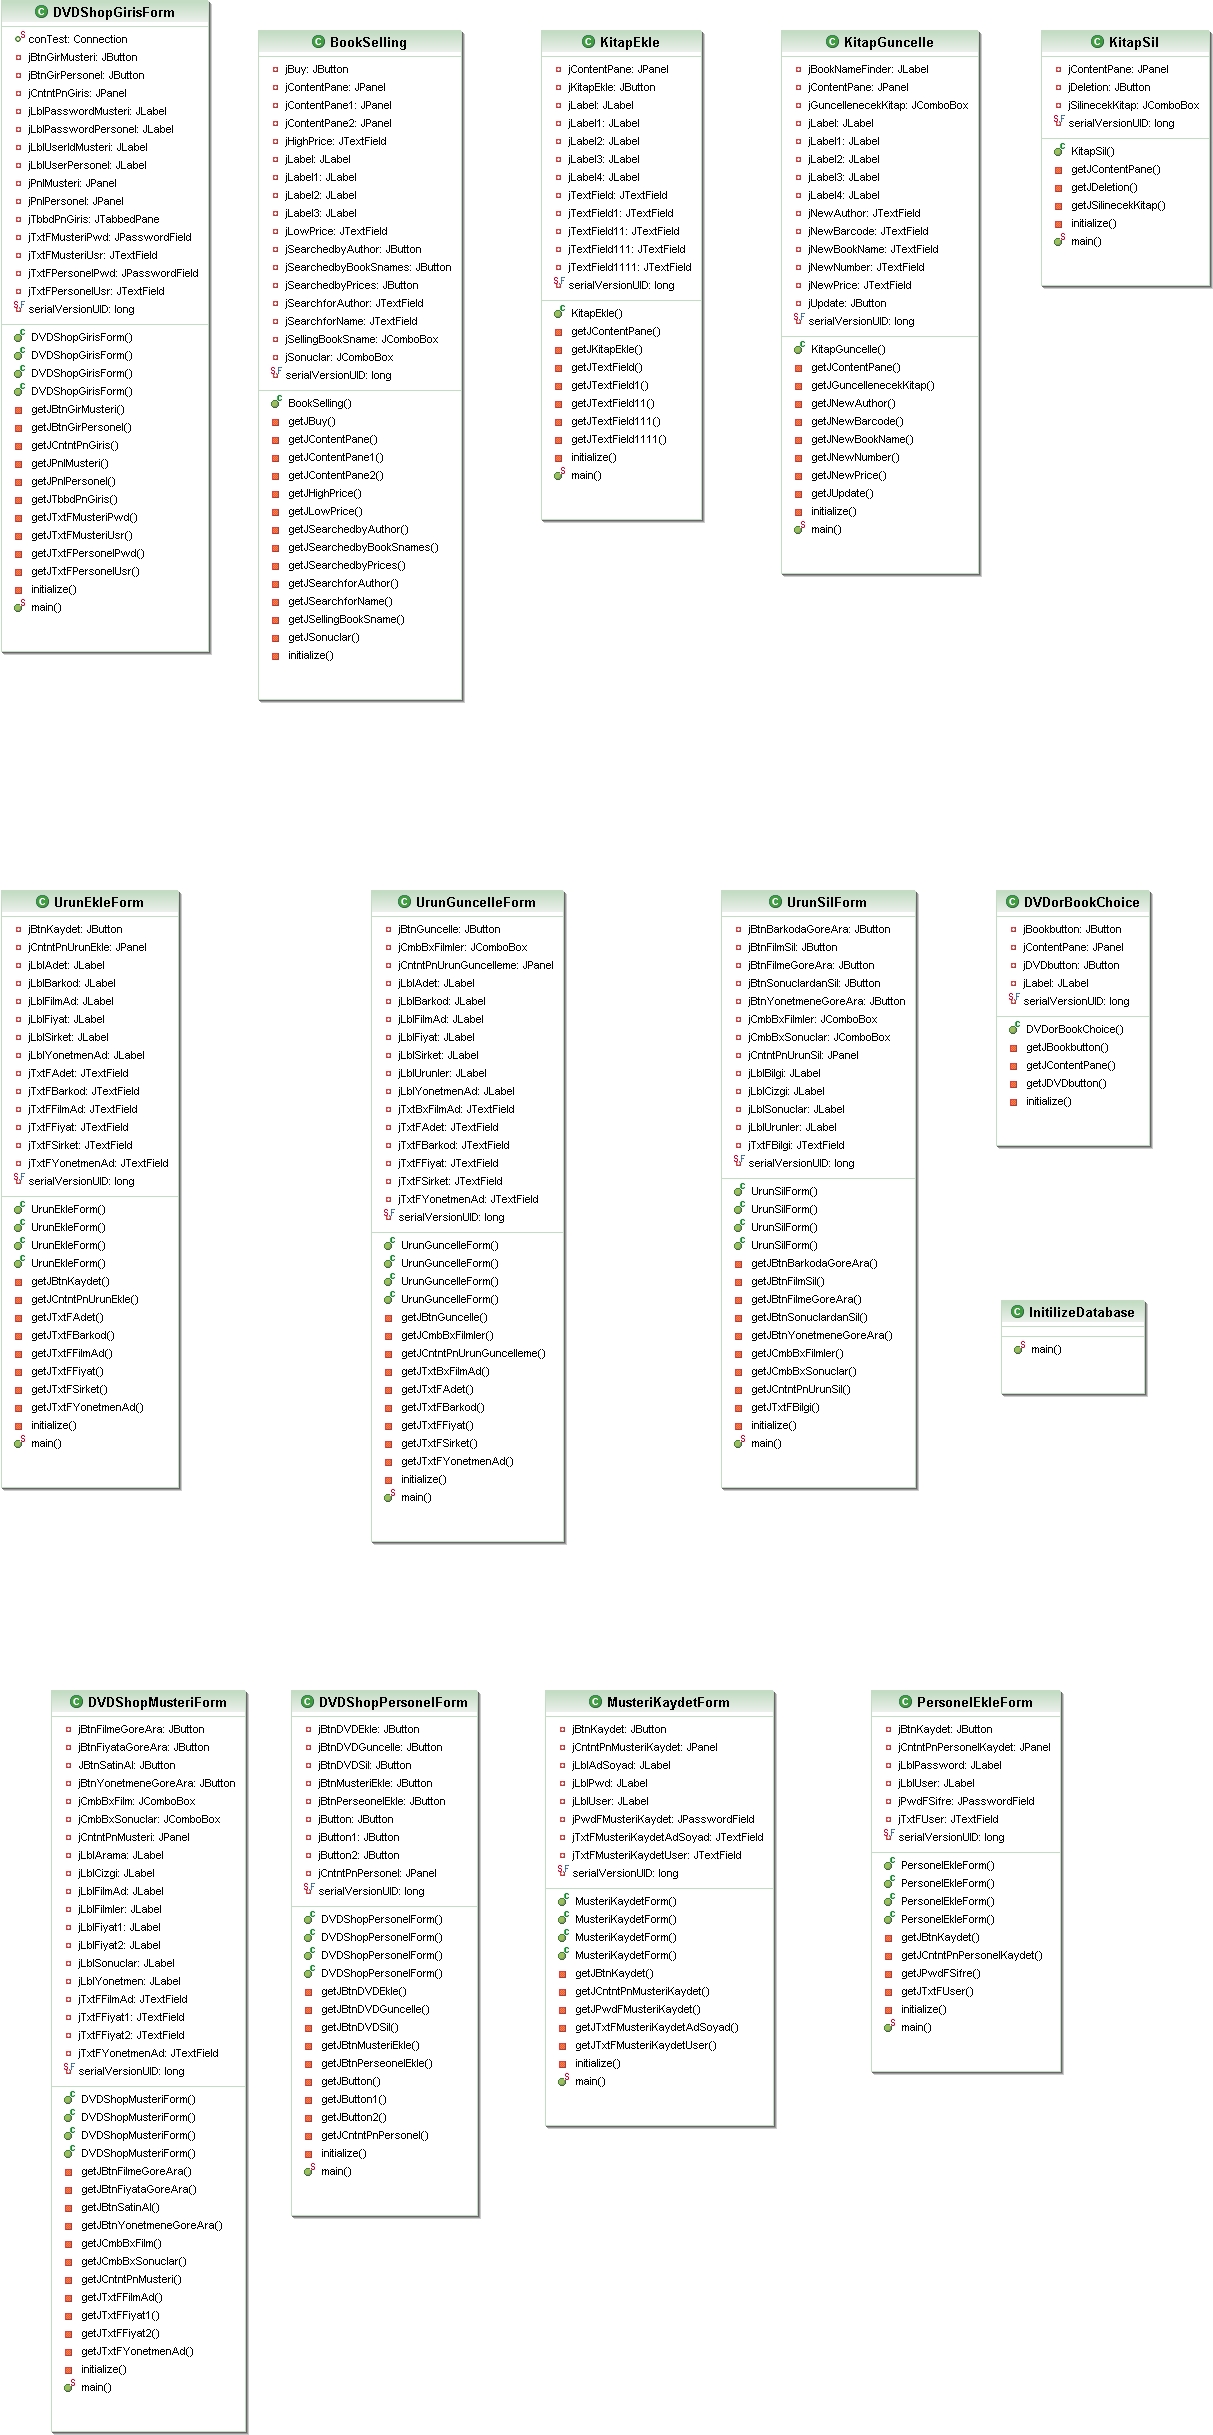 DVDShopGirisForm
conTest: Connection
jBtnGirMusteri: JButton
jBtnGirPersonel: JButton
jCntntPnGiris: JPanel
jLblPasswordMusteri: JLabel
jLblPasswordPersonel: JLabel
jLblUserIdMusteri: JLabel
jLblUserPersonel: JLabel
jPnlMusteri: JPanel
jPnlPersonel: JPanel
jTbbdPnGiris: JTabbedPane
jTxtFMusteriPwd: JPasswordField
jTxtFMusteriUsr: JTextField
jTxtFPersonelPwd: JPasswordField
jTxtFPersonelUsr: JTextField
serialVersionUID: long
DVDShopGirisForm()
DVDShopGirisForm()
DVDShopGirisForm()
DVDShopGirisForm()
getJBtnGirMusteri()
getJBtnGirPersonel()
getJCntntPnGiris()
getJPnlMusteri()
getJPnlPersonel()
getJTbbdPnGiris()
getJTxtFMusteriPwd()
getJTxtFMusteriUsr()
getJTxtFPersonelPwd()
getJTxtFPersonelUsr()
initialize()
main()
BookSelling
jBuy: JButton
jContentPane: JPanel
jContentPane1: JPanel
jContentPane2: JPanel
jHighPrice: JTextField
jLabel: JLabel
jLabel1: JLabel
jLabel2: JLabel
jLabel3: JLabel
jLowPrice: JTextField
jSearchedbyAuthor: JButton
jSearchedbyBookSnames: JButton
jSearchedbyPrices: JButton
jSearchforAuthor: JTextField
jSearchforName: JTextField
jSellingBookSname: JComboBox
jSonuclar: JComboBox
serialVersionUID: long
BookSelling()
getJBuy()
getJContentPane()
getJContentPane1()
getJContentPane2()
getJHighPrice()
getJLowPrice()
getJSearchedbyAuthor()
getJSearchedbyBookSnames()
getJSearchedbyPrices()
getJSearchforAuthor()
getJSearchforName()
getJSellingBookSname()
getJSonuclar()
initialize()
KitapEkle
jContentPane: JPanel
jKitapEkle: JButton
jLabel: JLabel
jLabel1: JLabel
jLabel2: JLabel
jLabel3: JLabel
jLabel4: JLabel
jTextField: JTextField
jTextField1: JTextField
jTextField11: JTextField
jTextField111: JTextField
jTextField1111: JTextField
serialVersionUID: long
KitapEkle()
getJContentPane()
getJKitapEkle()
getJTextField()
getJTextField1()
getJTextField11()
getJTextField111()
getJTextField1111()
initialize()
main()
KitapGuncelle
jBookNameFinder: JLabel
jContentPane: JPanel
jGuncellenecekKitap: JComboBox
jLabel: JLabel
jLabel1: JLabel
jLabel2: JLabel
jLabel3: JLabel
jLabel4: JLabel
jNewAuthor: JTextField
jNewBarcode: JTextField
jNewBookName: JTextField
jNewNumber: JTextField
jNewPrice: JTextField
jUpdate: JButton
serialVersionUID: long
KitapGuncelle()
getJContentPane()
getJGuncellenecekKitap()
getJNewAuthor()
getJNewBarcode()
getJNewBookName()
getJNewNumber()
getJNewPrice()
getJUpdate()
initialize()
main()
KitapSil
jContentPane: JPanel
jDeletion: JButton
jSilinecekKitap: JComboBox
serialVersionUID: long
KitapSil()
getJContentPane()
getJDeletion()
getJSilinecekKitap()
initialize()
main()
UrunEkleForm
jBtnKaydet: JButton
jCntntPnUrunEkle: JPanel
jLblAdet: JLabel
jLblBarkod: JLabel
jLblFilmAd: JLabel
jLblFiyat: JLabel
jLblSirket: JLabel
jLblYonetmenAd: JLabel
jTxtFAdet: JTextField
jTxtFBarkod: JTextField
jTxtFFilmAd: JTextField
jTxtFFiyat: JTextField
jTxtFSirket: JTextField
jTxtFYonetmenAd: JTextField
serialVersionUID: long
UrunEkleForm()
UrunEkleForm()
UrunEkleForm()
UrunEkleForm()
getJBtnKaydet()
getJCntntPnUrunEkle()
getJTxtFAdet()
getJTxtFBarkod()
getJTxtFFilmAd()
getJTxtFFiyat()
getJTxtFSirket()
getJTxtFYonetmenAd()
initialize()
main()
UrunGuncelleForm
jBtnGuncelle: JButton
jCmbBxFilmler: JComboBox
jCntntPnUrunGuncelleme: JPanel
jLblAdet: JLabel
jLblBarkod: JLabel
jLblFilmAd: JLabel
jLblFiyat: JLabel
jLblSirket: JLabel
jLblUrunler: JLabel
jLblYonetmenAd: JLabel
jTxtBxFilmAd: JTextField
jTxtFAdet: JTextField
jTxtFBarkod: JTextField
jTxtFFiyat: JTextField
jTxtFSirket: JTextField
jTxtFYonetmenAd: JTextField
serialVersionUID: long
UrunGuncelleForm()
UrunGuncelleForm()
UrunGuncelleForm()
UrunGuncelleForm()
getJBtnGuncelle()
getJCmbBxFilmler()
getJCntntPnUrunGuncelleme()
getJTxtBxFilmAd()
getJTxtFAdet()
getJTxtFBarkod()
getJTxtFFiyat()
getJTxtFSirket()
getJTxtFYonetmenAd()
initialize()
main()
UrunSilForm
jBtnBarkodaGoreAra: JButton
jBtnFilmSil: JButton
jBtnFilmeGoreAra: JButton
jBtnSonuclardanSil: JButton
jBtnYonetmeneGoreAra: JButton
jCmbBxFilmler: JComboBox
jCmbBxSonuclar: JComboBox
jCntntPnUrunSil: JPanel
jLblBilgi: JLabel
jLblCizgi: JLabel
jLblSonuclar: JLabel
jLblUrunler: JLabel
jTxtFBilgi: JTextField
serialVersionUID: long
UrunSilForm()
UrunSilForm()
UrunSilForm()
UrunSilForm()
getJBtnBarkodaGoreAra()
getJBtnFilmSil()
getJBtnFilmeGoreAra()
getJBtnSonuclardanSil()
getJBtnYonetmeneGoreAra()
getJCmbBxFilmler()
getJCmbBxSonuclar()
getJCntntPnUrunSil()
getJTxtFBilgi()
initialize()
main()
DVDorBookChoice
jBookbutton: JButton
jContentPane: JPanel
jDVDbutton: JButton
jLabel: JLabel
serialVersionUID: long
DVDorBookChoice()
getJBookbutton()
getJContentPane()
getJDVDbutton()
initialize()
InitilizeDatabase
main()
DVDShopMusteriForm
jBtnFilmeGoreAra: JButton
jBtnFiyataGoreAra: JButton
JBtnSatinAl: JButton
jBtnYonetmeneGoreAra: JButton
jCmbBxFilm: JComboBox
jCmbBxSonuclar: JComboBox
jCntntPnMusteri: JPanel
jLblArama: JLabel
jLblCizgi: JLabel
jLblFilmAd: JLabel
jLblFilmler: JLabel
jLblFiyat1: JLabel
jLblFiyat2: JLabel
jLblSonuclar: JLabel
jLblYonetmen: JLabel
jTxtFFilmAd: JTextField
jTxtFFiyat1: JTextField
jTxtFFiyat2: JTextField
jTxtFYonetmenAd: JTextField
serialVersionUID: long
DVDShopMusteriForm()
DVDShopMusteriForm()
DVDShopMusteriForm()
DVDShopMusteriForm()
getJBtnFilmeGoreAra()
getJBtnFiyataGoreAra()
getJBtnSatinAl()
getJBtnYonetmeneGoreAra()
getJCmbBxFilm()
getJCmbBxSonuclar()
getJCntntPnMusteri()
getJTxtFFilmAd()
getJTxtFFiyat1()
getJTxtFFiyat2()
getJTxtFYonetmenAd()
initialize()
main()
DVDShopPersonelForm
jBtnDVDEkle: JButton
jBtnDVDGuncelle: JButton
jBtnDVDSil: JButton
jBtnMusteriEkle: JButton
jBtnPerseonelEkle: JButton
jButton: JButton
jButton1: JButton
jButton2: JButton
jCntntPnPersonel: JPanel
serialVersionUID: long
DVDShopPersonelForm()
DVDShopPersonelForm()
DVDShopPersonelForm()
DVDShopPersonelForm()
getJBtnDVDEkle()
getJBtnDVDGuncelle()
getJBtnDVDSil()
getJBtnMusteriEkle()
getJBtnPerseonelEkle()
getJButton()
getJButton1()
getJButton2()
getJCntntPnPersonel()
initialize()
main()
MusteriKaydetForm
jBtnKaydet: JButton
jCntntPnMusteriKaydet: JPanel
jLblAdSoyad: JLabel
jLblPwd: JLabel
jLblUser: JLabel
jPwdFMusteriKaydet: JPasswordField
jTxtFMusteriKaydetAdSoyad: JTextField
jTxtFMusteriKaydetUser: JTextField
serialVersionUID: long
MusteriKaydetForm()
MusteriKaydetForm()
MusteriKaydetForm()
MusteriKaydetForm()
getJBtnKaydet()
getJCntntPnMusteriKaydet()
getJPwdFMusteriKaydet()
getJTxtFMusteriKaydetAdSoyad()
getJTxtFMusteriKaydetUser()
initialize()
main()
PersonelEkleForm
jBtnKaydet: JButton
jCntntPnPersonelKaydet: JPanel
jLblPassword: JLabel
jLblUser: JLabel
jPwdFSifre: JPasswordField
jTxtFUser: JTextField
serialVersionUID: long
PersonelEkleForm()
PersonelEkleForm()
PersonelEkleForm()
PersonelEkleForm()
getJBtnKaydet()
getJCntntPnPersonelKaydet()
getJPwdFSifre()
getJTxtFUser()
initialize()
main()